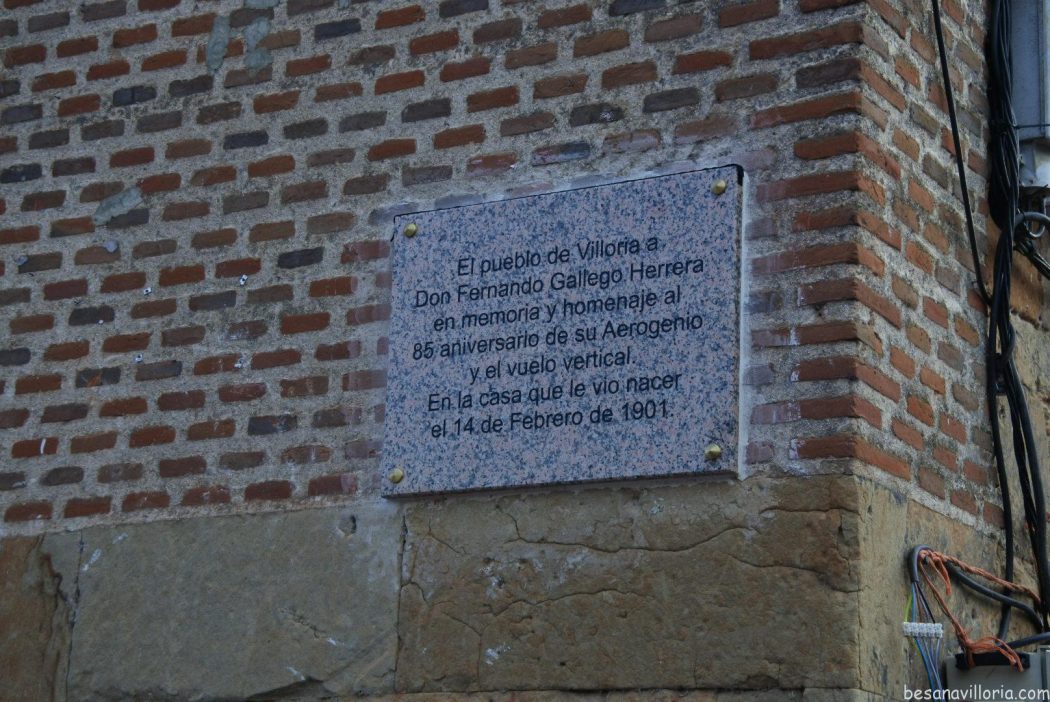 El pueblo de Villoria a
Don Fernando Gallego Herrera
en memoria y homenaje al
85 aniversario de su Aerogenio
y el vuelo vertical.
En la casa que le vio nacer
el 14 de Febrero de 1901.
besanavilloria.com